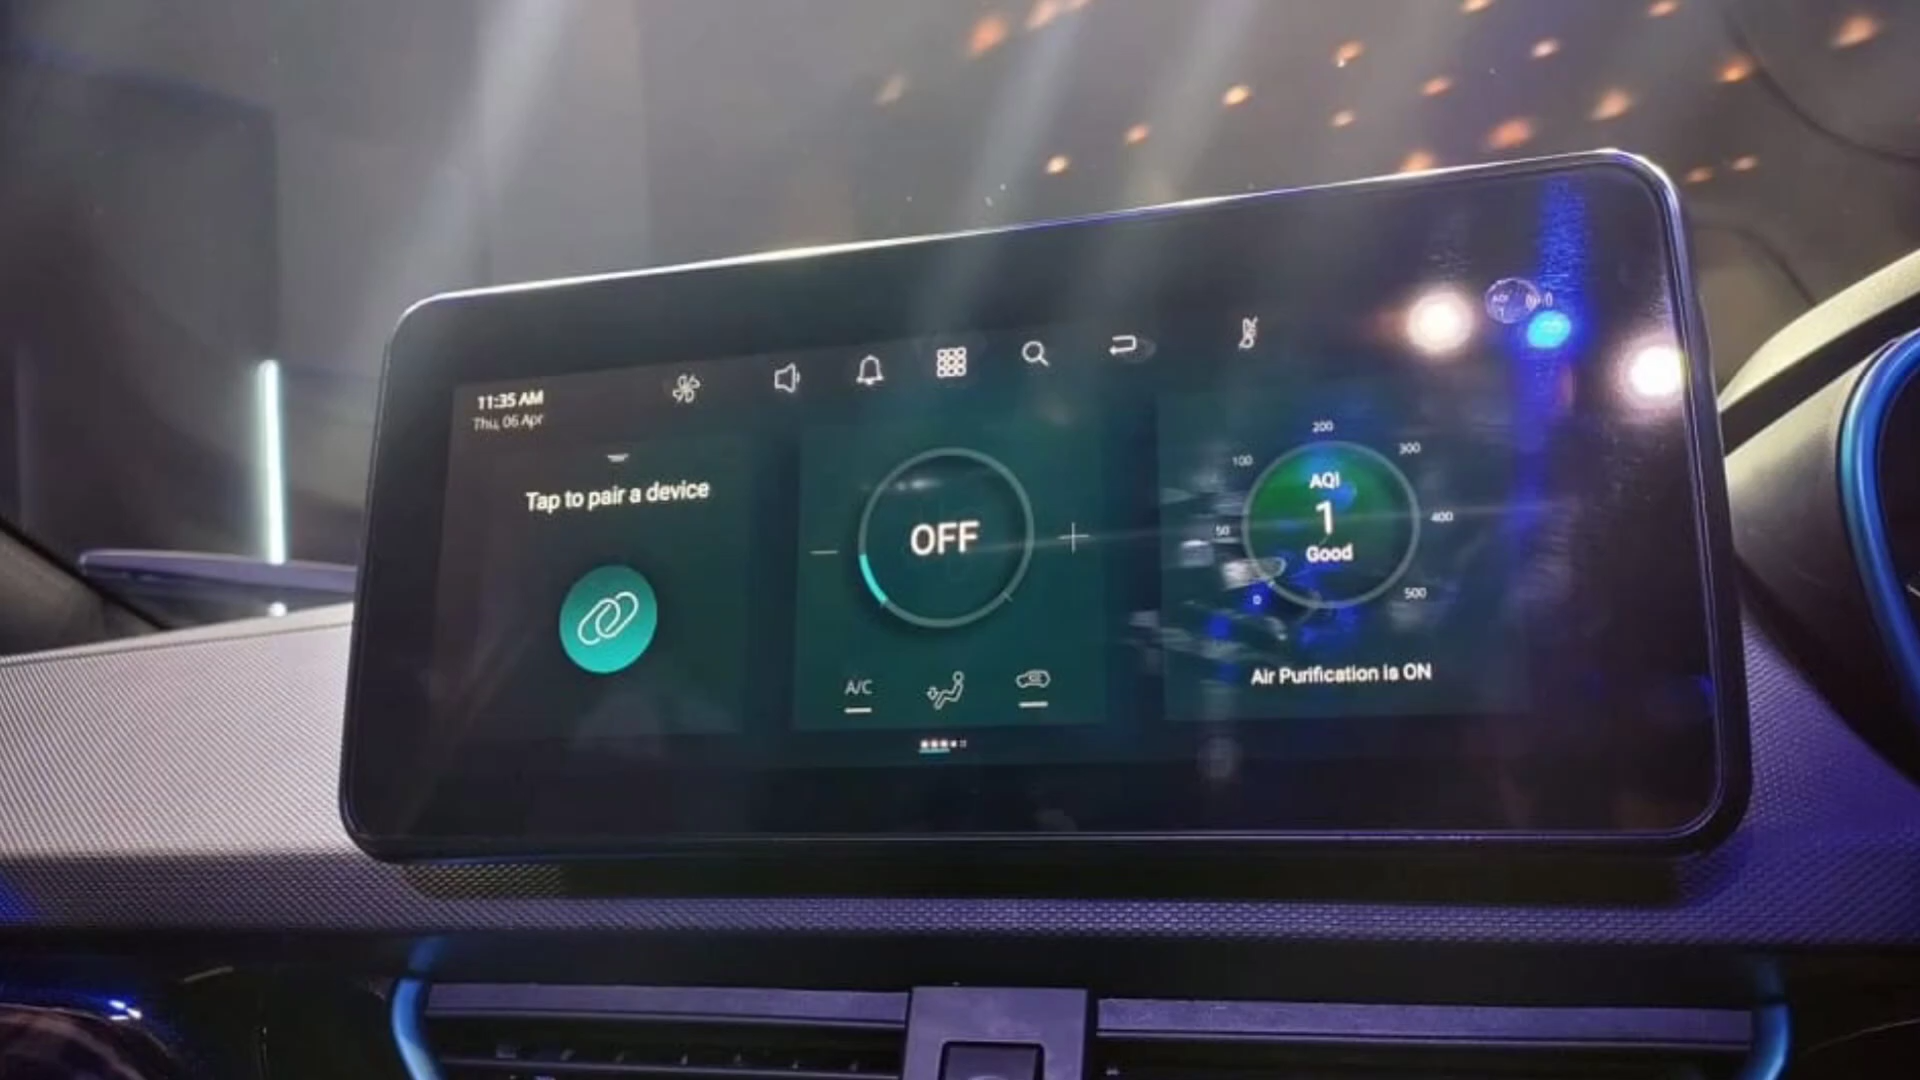 11:35 AM
Thu, 06 Apr
Tap to pair a device
OFF
A/C
200
100
300
50
400
0
500
AQI
1
Good
Air Purification is ON
AQI